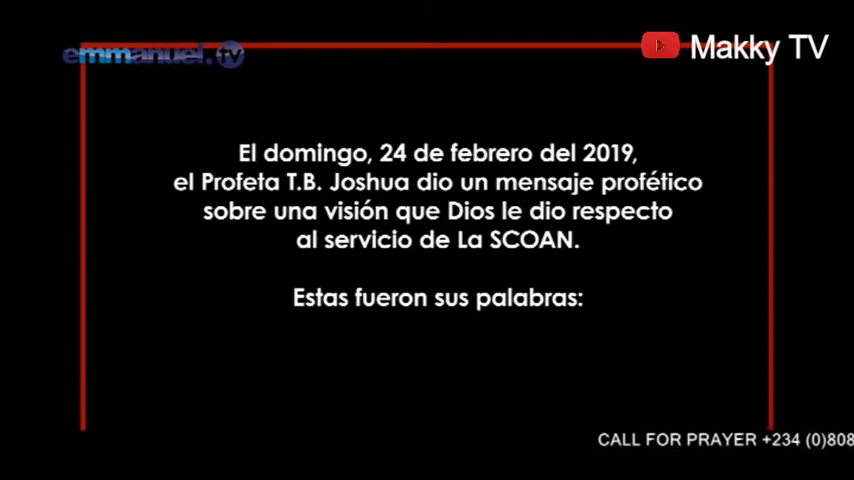 emmanuel.tv
Makky TV
El domingo, 24 de febrero del 2019,
el Profeta T.B. Joshua dio un mensaje profético
sobre una visión que Dios le dio respecto
al servicio de La SCOAN.
Estas fueron sus palabras:
CALL FOR PRAYER +234 (0)808